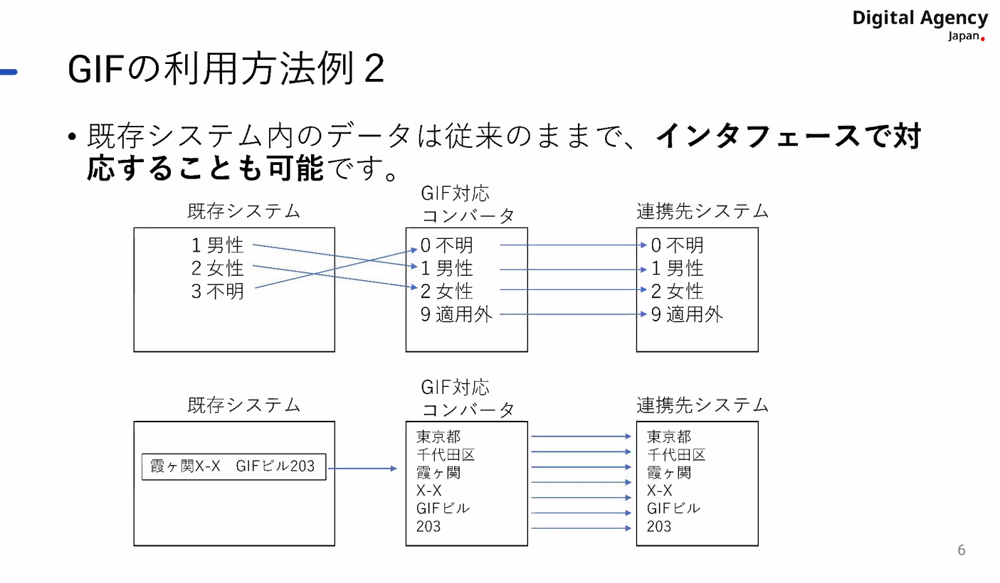 Digital Agency
Japan
GIFの利用方法例２
• 既存システム内のデータは従来のままで、インタフェースで対
応することも可能です。
既存システム
GIF対応
コンバータ
連携先システム
1 男性
2 女性
3 不明
0 不明
1 男性
2 女性
9 適用外
0 不明
1 男性
2 女性
9 適用外
既存システム
GIF対応
コンバータ
連携先システム
霞ヶ関X-X　GIFビル203
東京都
千代田区
霞ヶ関
X-X
GIFビル
203
東京都
千代田区
霞ヶ関
X-X
GIFビル
203
6